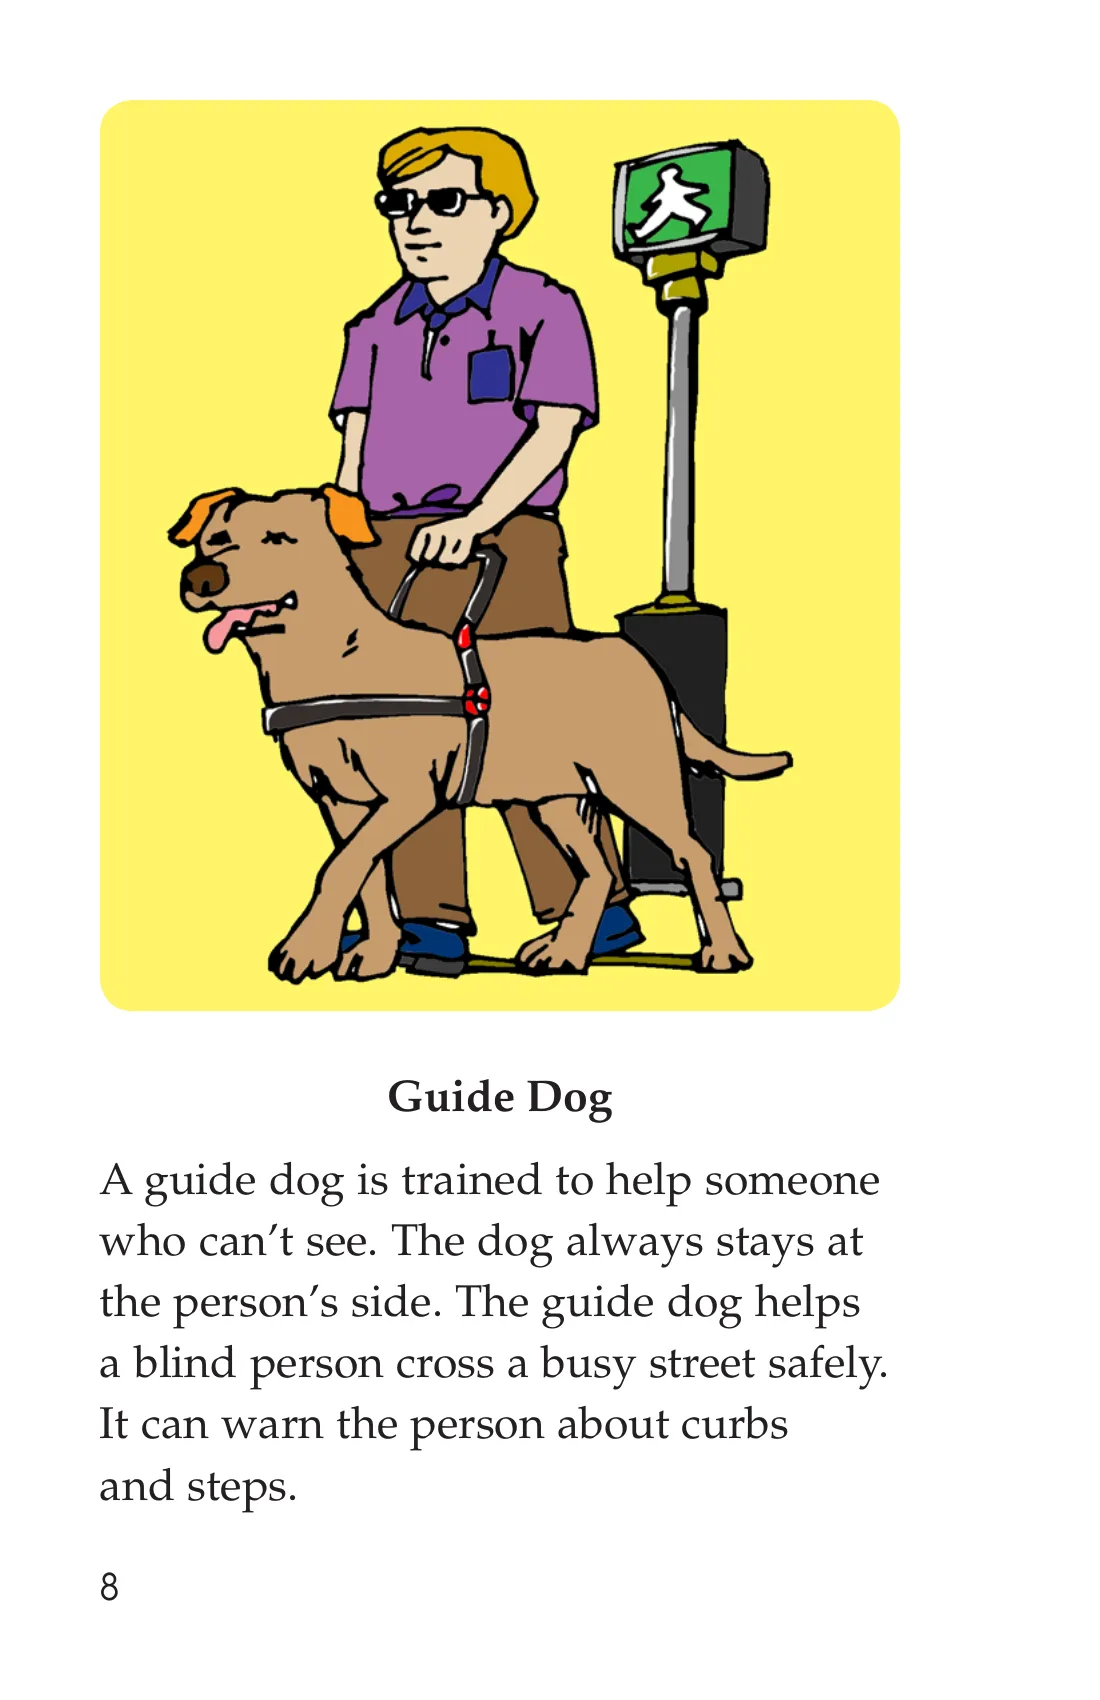 Guide Dog
A guide dog is trained to help someone
who can’t see. The dog always stays at
the person’s side. The guide dog helps
a blind person cross a busy street safely.
It can warn the person about curbs
and steps.
8